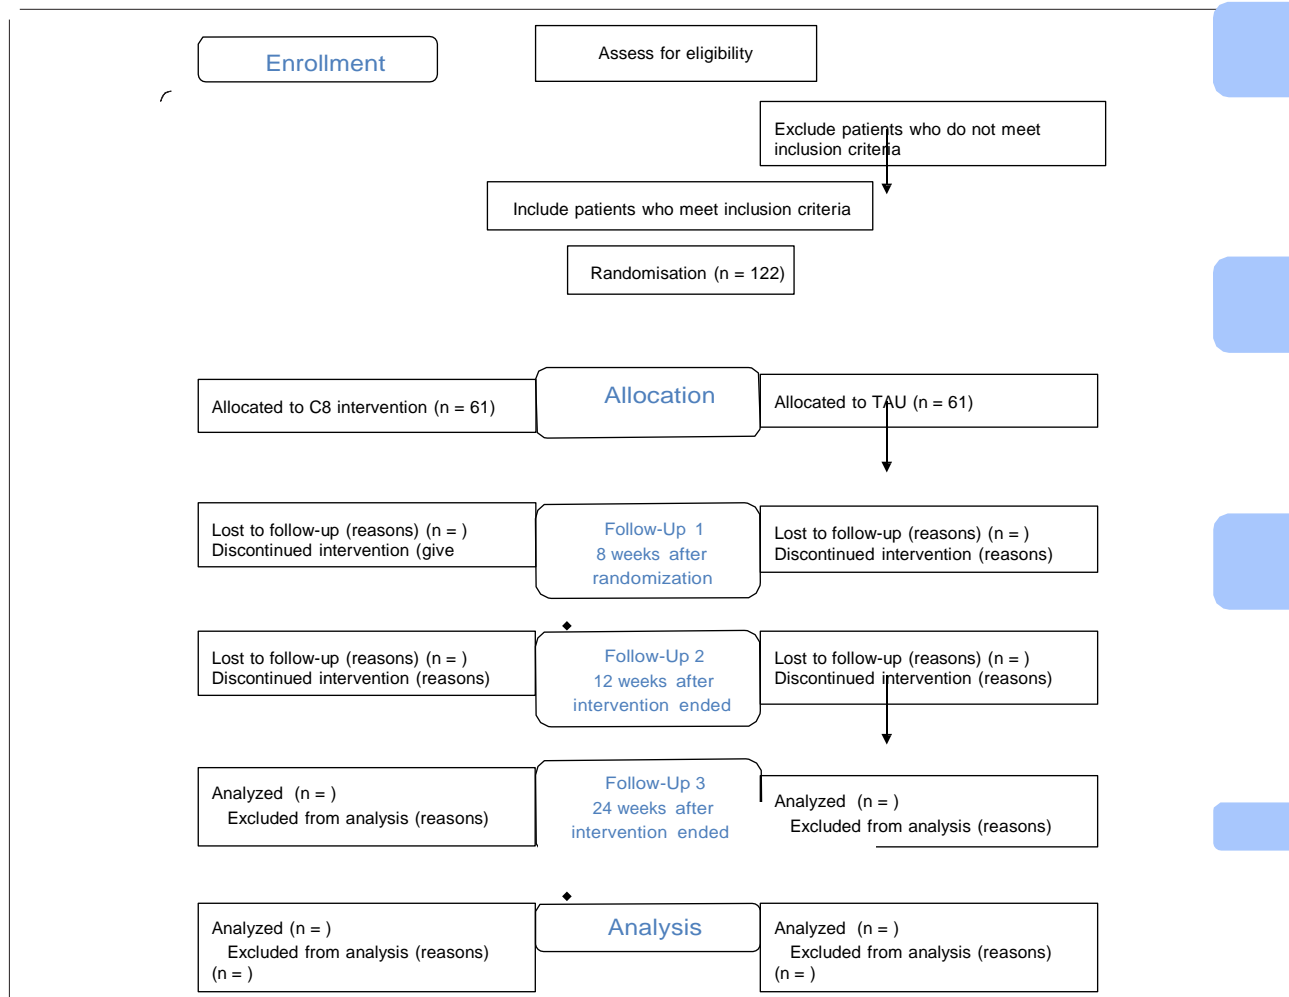 Enrollment
Assess for eligibility
Exclude patients who do not meet
inclusion criteria
Include patients who meet inclusion criteria
Randomisation (n = 122)
Allocated to C8 intervention (n = 61)
Allocation
Allocated to TAU (n = 61)
Lost to follow-up (reasons) (n = )
Discontinued intervention (give
Follow-Up 1
8 weeks after
randomization
Lost to follow-up (reasons) (n = )
Discontinued intervention (reasons)
Lost to follow-up (reasons) (n = )
Discontinued intervention (reasons)
Follow-Up 2
12 weeks after
intervention ended
Lost to follow-up (reasons) (n = )
Discontinued intervention (reasons)
Analyzed (n = )
Excluded from analysis (reasons)
Follow-Up 3
24 weeks after
intervention ended
Analyzed (n = )
Excluded from analysis (reasons)
Analyzed (n = )
Excluded from analysis (reasons)
(n = )
Analysis
Analyzed (n = )
Excluded from analysis (reasons)
(n = )